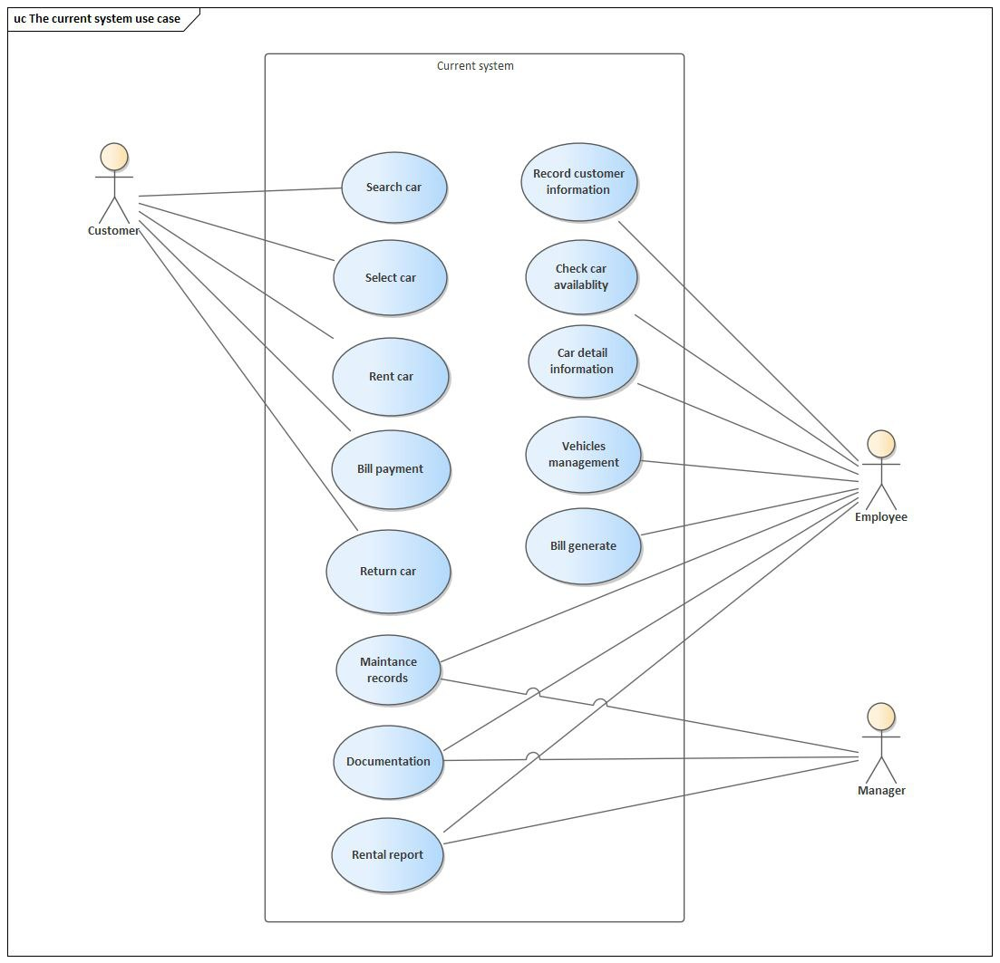 uc The current system use case
Current system
Customer
Search car
Select car
Rent car
Bill payment
Return car
Maintance
records
Documentation
Rental report
Record customer
information
Check car
availablity
Car detail
information
Vehicles
management
Bill generate
Employee
Manager